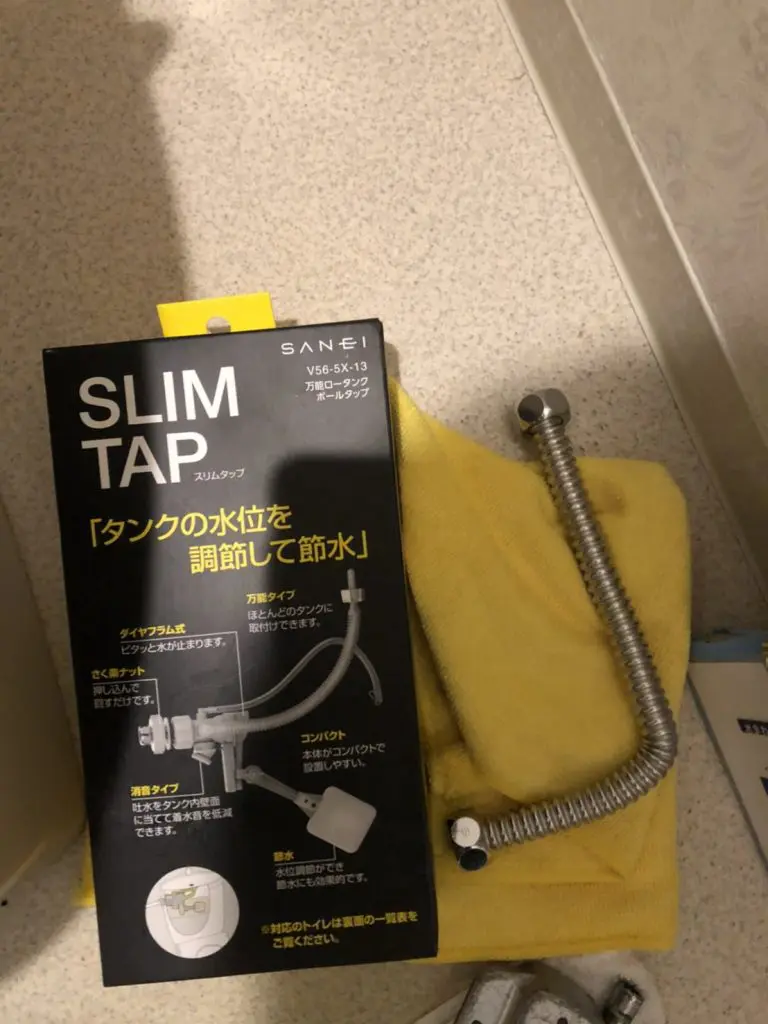 SANEI
V56-5X-13
万能ロータンク
ボールタップ
SLIM
TAP
スリムタップ
「タンクの水位を
調節して節水」
万能タイプ
ほとんどのタンクに
取付けできます。
ダイヤフラム式
ピタッと水が止まります。
さく楽ナット
押し込んで
回すだけです。
コンパクト
本体がコンパクトで
設置しやすい。
消音タイプ
吐水をタンク内壁面
に当てて着水音を低減
できます。
節水
水位調節ができ
節水にも効果的です。
※対応のトイレは裏面の一覧表を
ご覧ください。